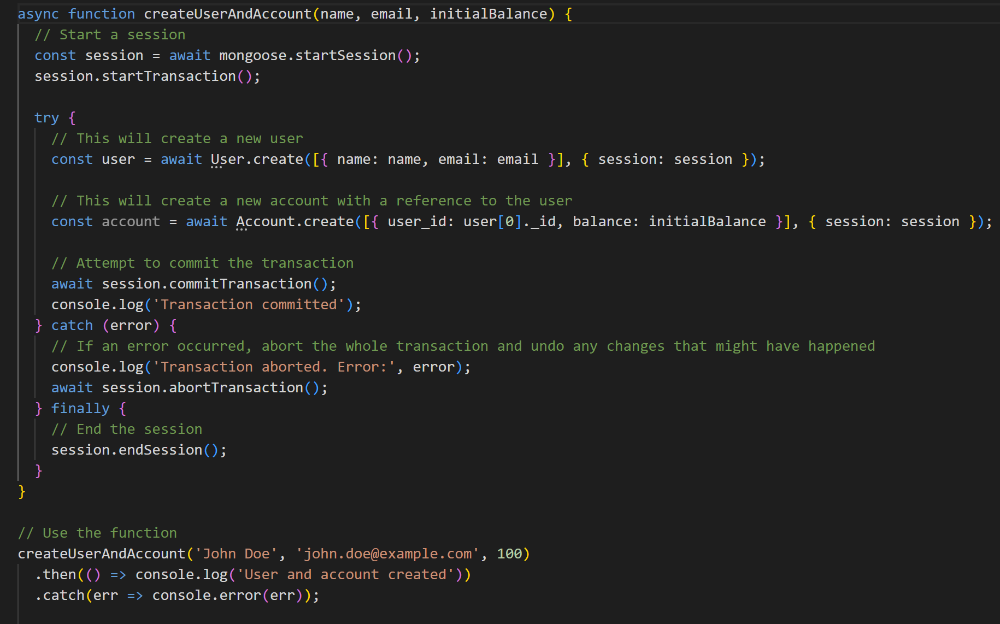 async function createUserAndAccount(name, email, initialBalance) {
  // Start a session
  const session = await mongoose.startSession();
  session.startTransaction();

  try {
    // This will create a new user
    const user = await User.create([{ name: name, email: email }], { session: session });

    // This will create a new account with a reference to the user
    const account = await Account.create([{ user_id: user[0]._id, balance: initialBalance }], { session: session });

    // Attempt to commit the transaction
    await session.commitTransaction();
    console.log('Transaction committed');
  } catch (error) {
    // If an error occurred, abort the whole transaction and undo any changes that might have happened
    console.log('Transaction aborted. Error:', error);
    await session.abortTransaction();
  } finally {
    // End the session
    session.endSession();
  }
}

// Use the function
createUserAndAccount('John Doe', 'john.doe@example.com', 100)
  .then(() => console.log('User and account created'))
  .catch(err => console.error(err));